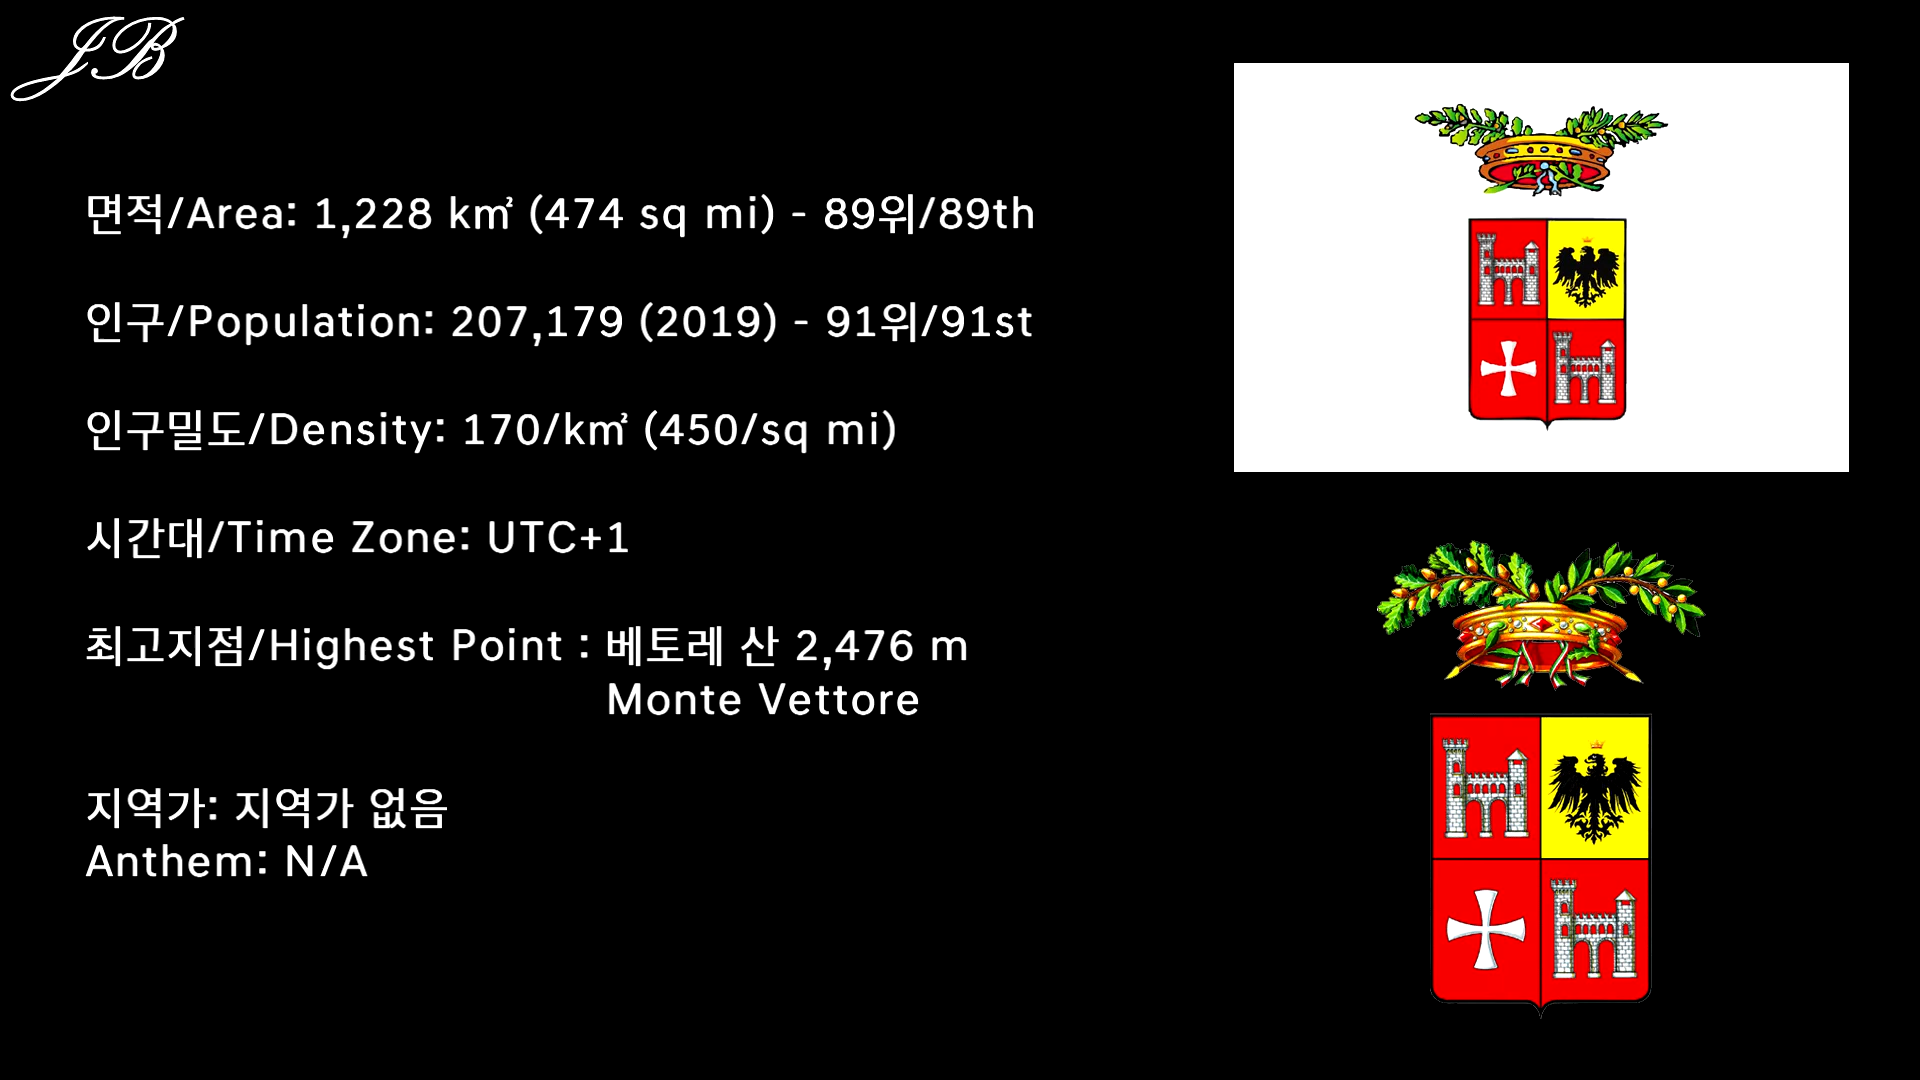 JB
면적/Area: 1,228 k㎡ (474 sq mi) - 89위/89th
인구/Population: 207,179 (2019) - 91위/91st
인구밀도/Density: 170/k㎡ (450/sq mi)
시간대/Time Zone: UTC+1
최고지점/Highest Point : 베토레 산 2,476 m
Monte Vettore
지역가: 지역가 없음
Anthem: N/A